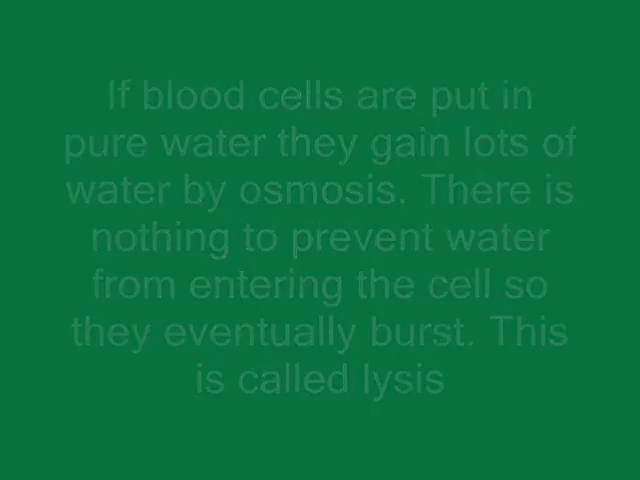 If blood cells are put in
pure water they gain lots of
water by osmosis. There is
nothing to prevent water
from entering the cell so
they eventually burst. This
is called lysis